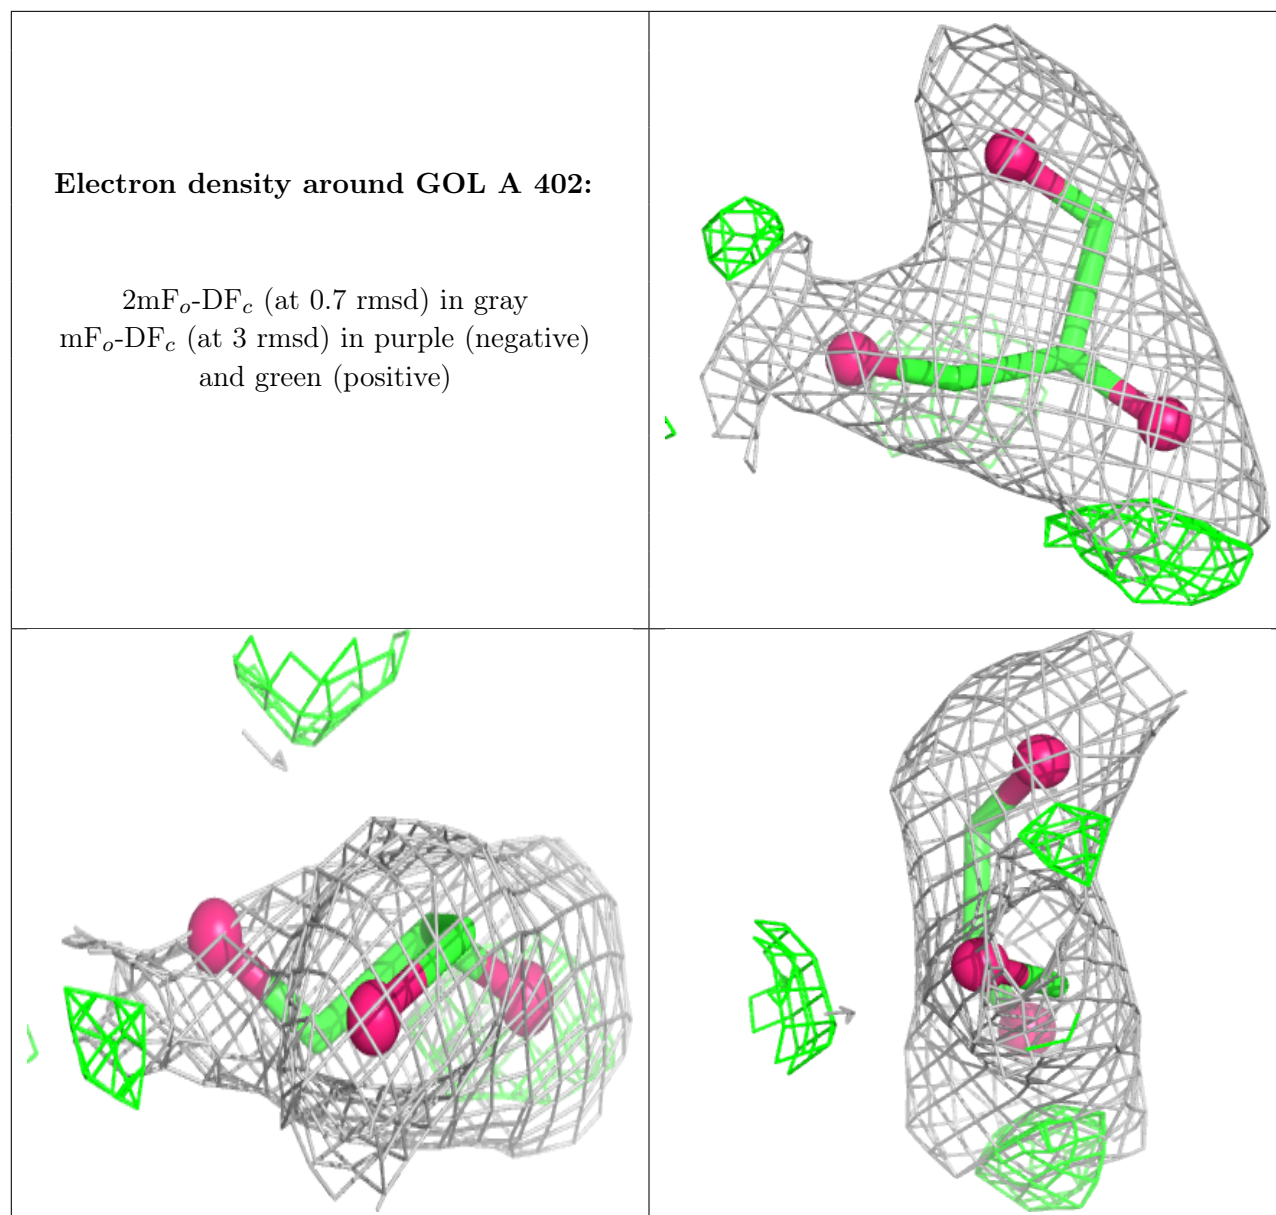 Electron density around GOL A 402:
2mFₒ-DF𝒸 (at 0.7 rmsd) in gray
mFₒ-DF𝒸 (at 3 rmsd) in purple (negative)
and green (positive)